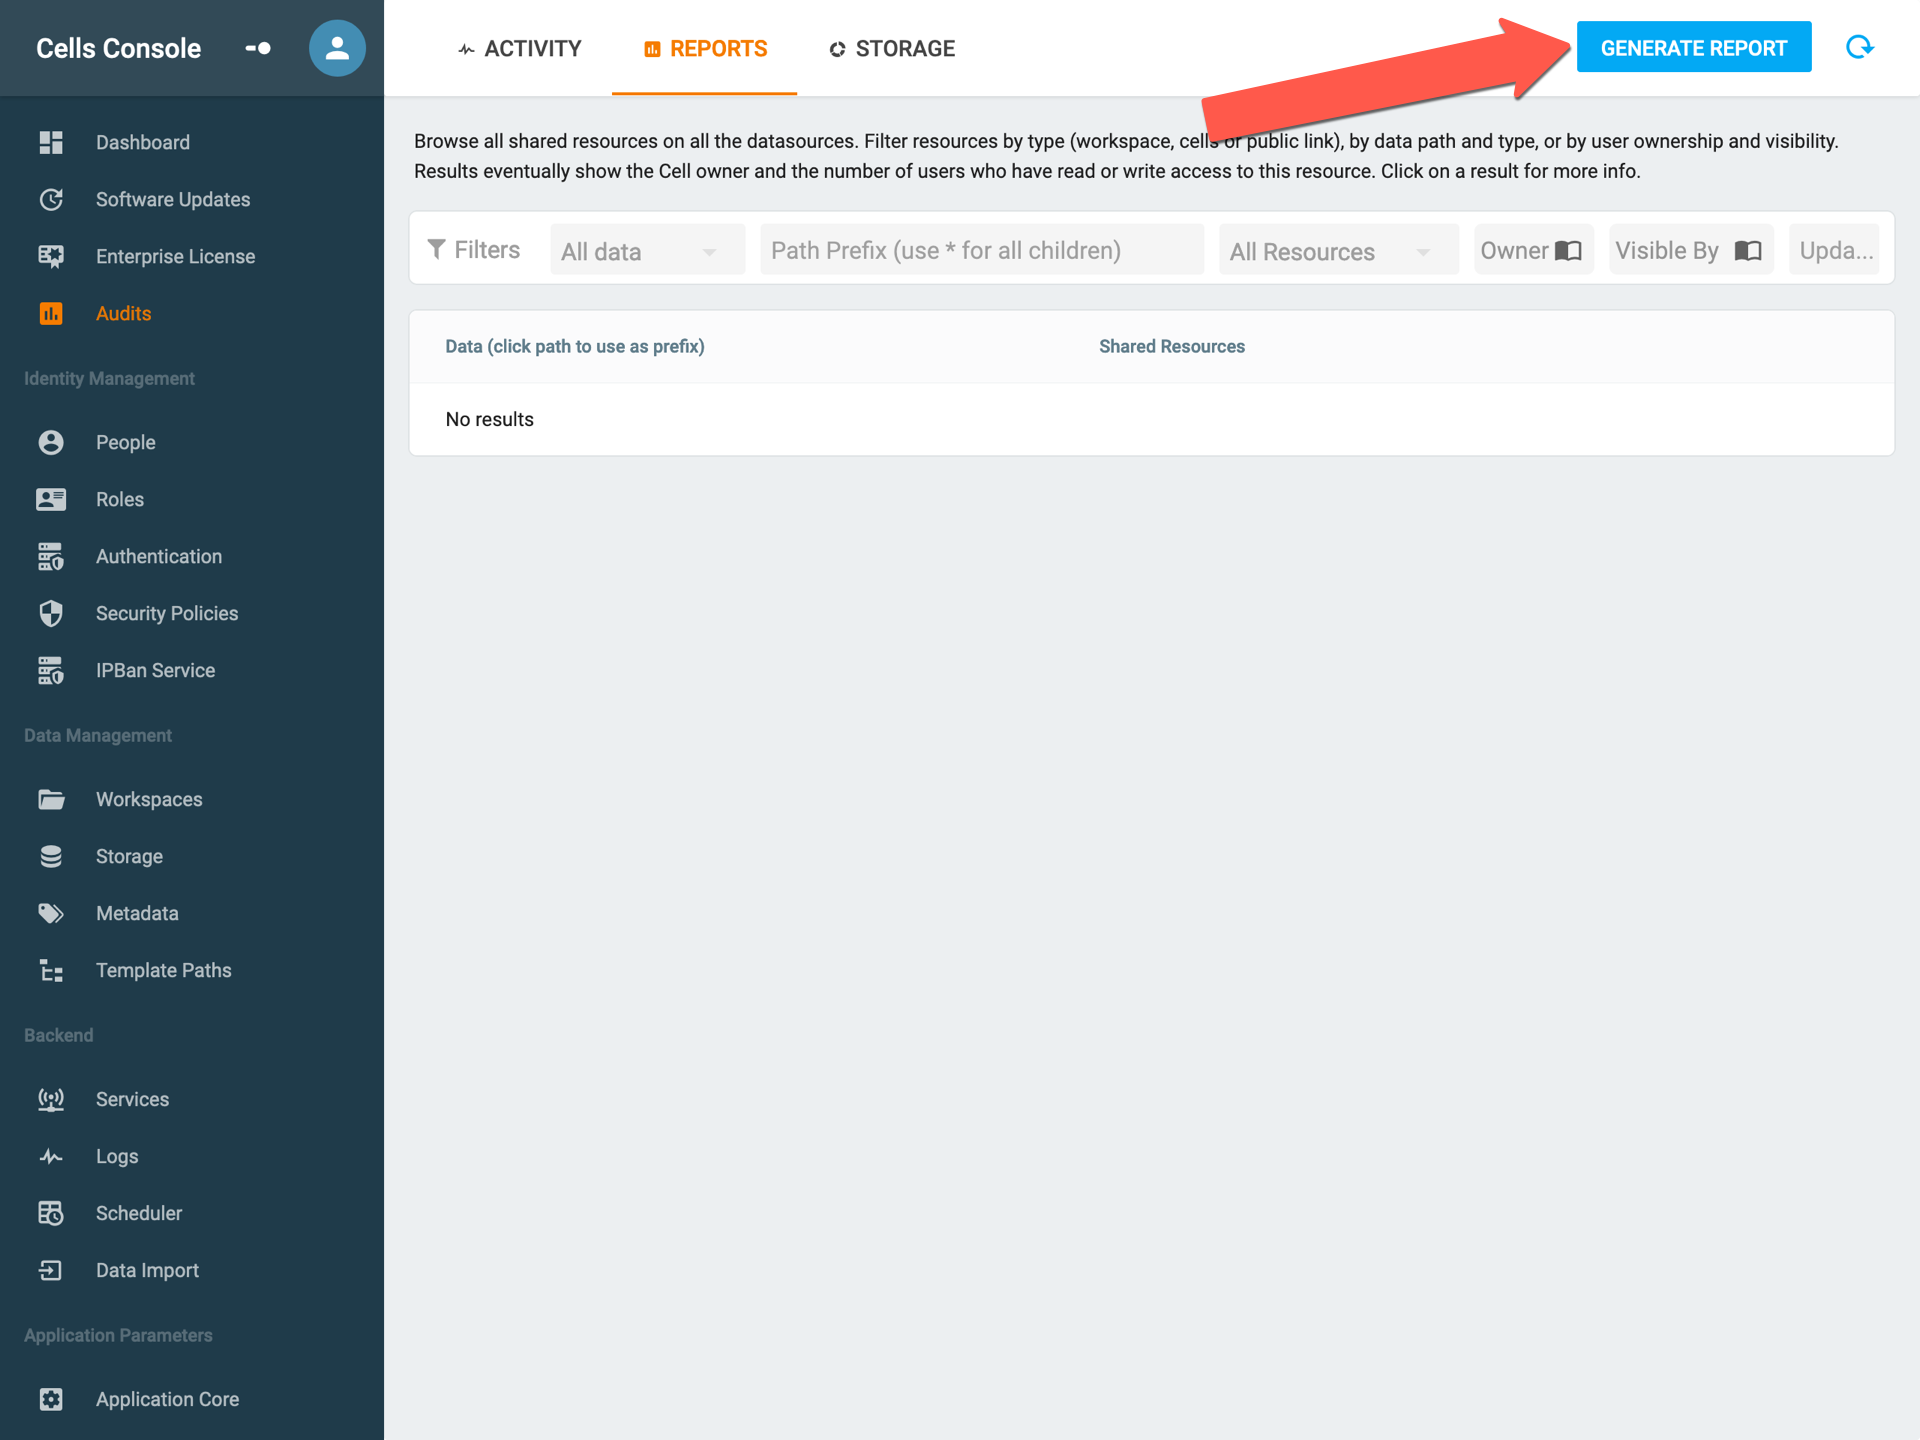 Cells Console
ACTIVITY
REPORTS
STORAGE
GENERATE REPORT
Dashboard
Software Updates
Enterprise License
Audits
Identity Management
People
Roles
Authentication
Security Policies
IPBan Service
Data Management
Workspaces
Storage
Metadata
Template Paths
Backend
Services
Logs
Scheduler
Data Import
Application Parameters
Application Core
Browse all shared resources on all the datasources. Filter resources by type (workspace, cells or public link), by data path and type, or by user ownership and visibility.
Results eventually show the Cell owner and the number of users who have read or write access to this resource. Click on a result for more info.
Filters
All data
Path Prefix (use * for all children)
All Resources
Owner
Visible By
Upda...
Data (click path to use as prefix)
Shared Resources
No results